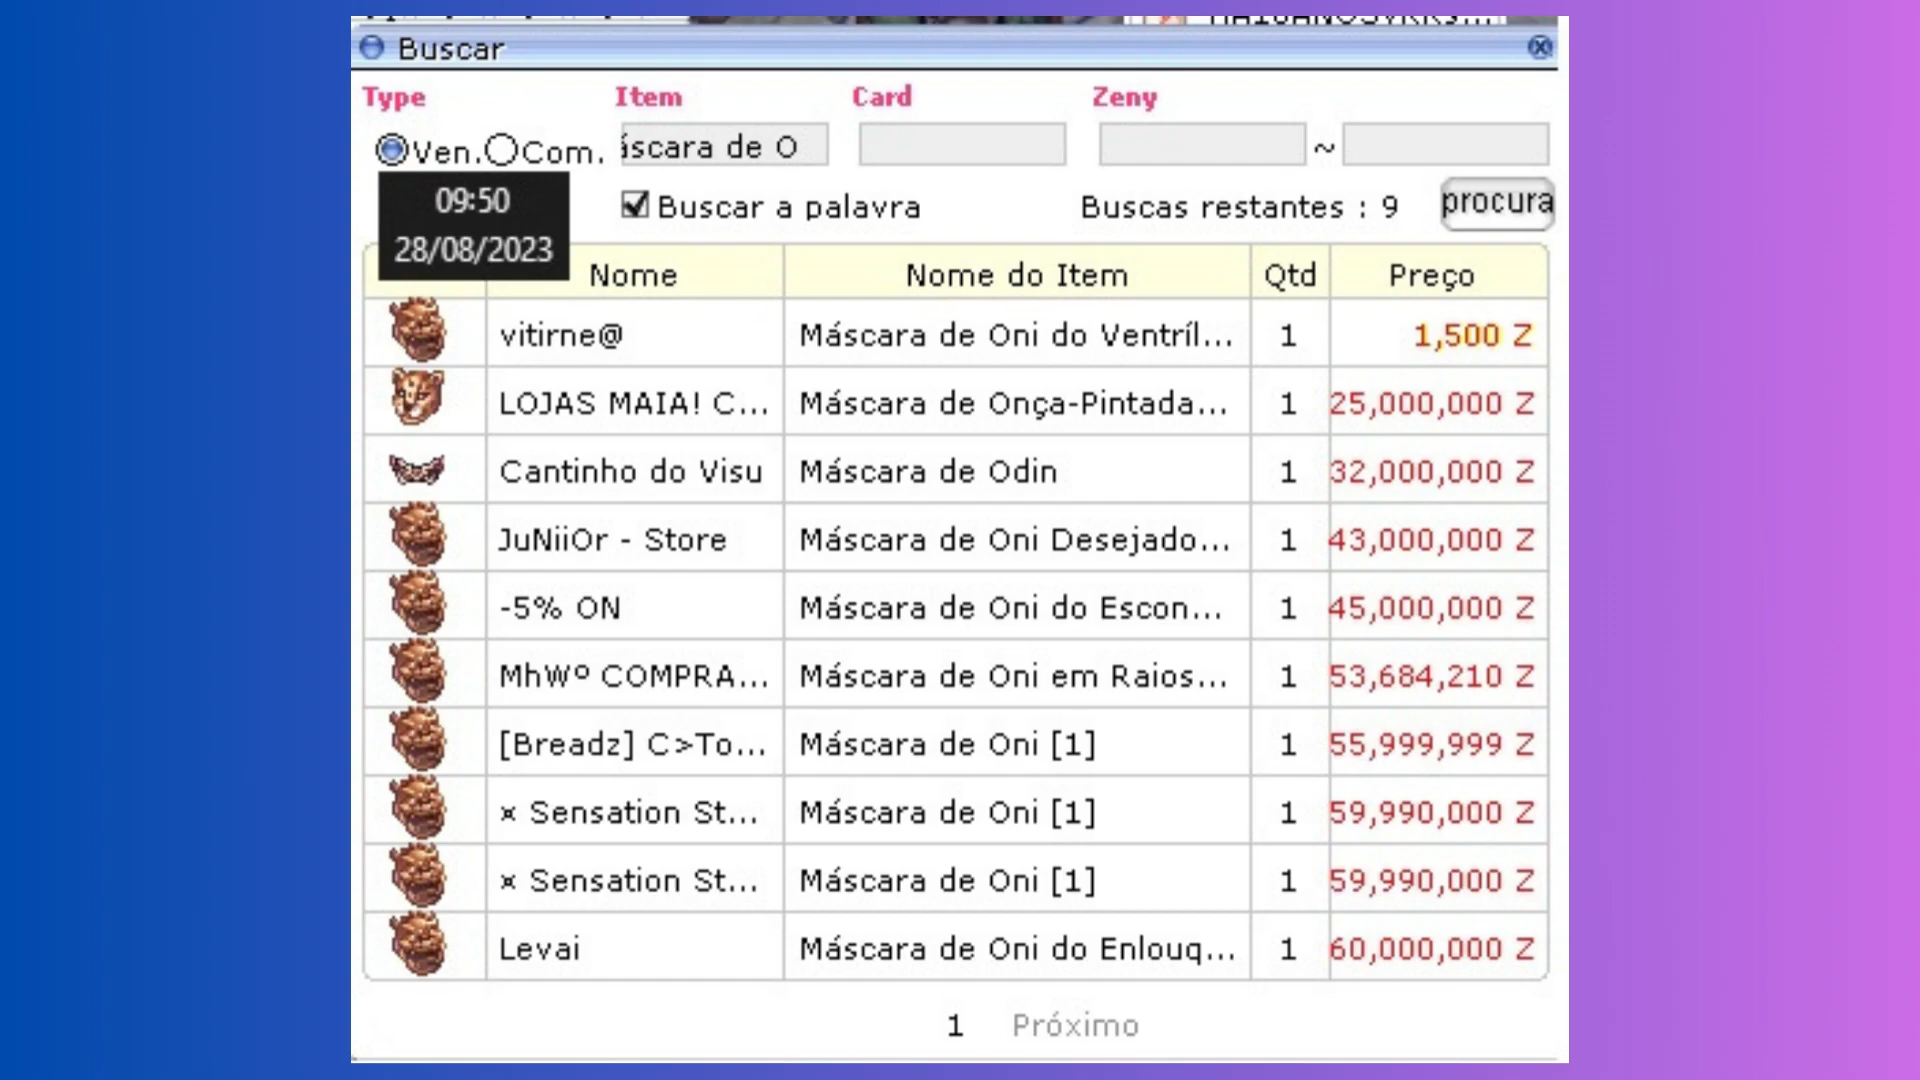 Buscar
Type Item Card Zeny
Ven. Com. áscara de O ~
09:50
28/08/2023
Buscar a palavra Buscas restantes : 9 procura
Nome Nome do Item Qtd Preço
vitirne@ Máscara de Oni do Ventríl... 1 1,500 Z
LOJAS MAIA! C... Máscara de Onça-Pintada... 1 25,000,000 Z
Cantinho do Visu Máscara de Odin 1 32,000,000 Z
JuNiiOr - Store Máscara de Oni Desejado... 1 43,000,000 Z
-5% ON Máscara de Oni do Escon... 1 45,000,000 Z
MhWº COMPRA... Máscara de Oni em Raios... 1 53,684,210 Z
[Breadz] C>To... Máscara de Oni [1] 1 55,999,999 Z
× Sensation St... Máscara de Oni [1] 1 59,990,000 Z
× Sensation St... Máscara de Oni [1] 1 59,990,000 Z
Levai Máscara de Oni do Enlouq... 1 60,000,000 Z
1 Próximo